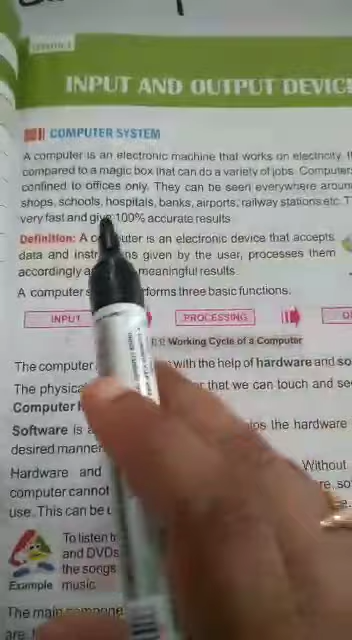 INPUT AND OUTPUT DEVIC
COMPUTER SYSTEM
A computer is an electronic machine that works on electricity. I
compared to a magic box that can do a variety of jobs. Computer
confined to offices only. They can be seen everywhere aroun
shops, schools, hospitals, banks, airports, railway stations etc. T
very fast and give 100% accurate results
Definition: A computer is an electronic device that accepts
data and instr ns given by the user, processes them
accordingly a meaningful results
A computer s forms three basic functions.
INPUT PROCESSING O
Working Cycle of a Computer
The computer with the help of hardware and so
The physica r that we can touch and se
Computer H
Software is a lps the hardware
desired manner
Hardware and Without
computer cannot re, so
use. This can be u e.
To listen t
and DVDs
the songs
Example music
The main compone
are